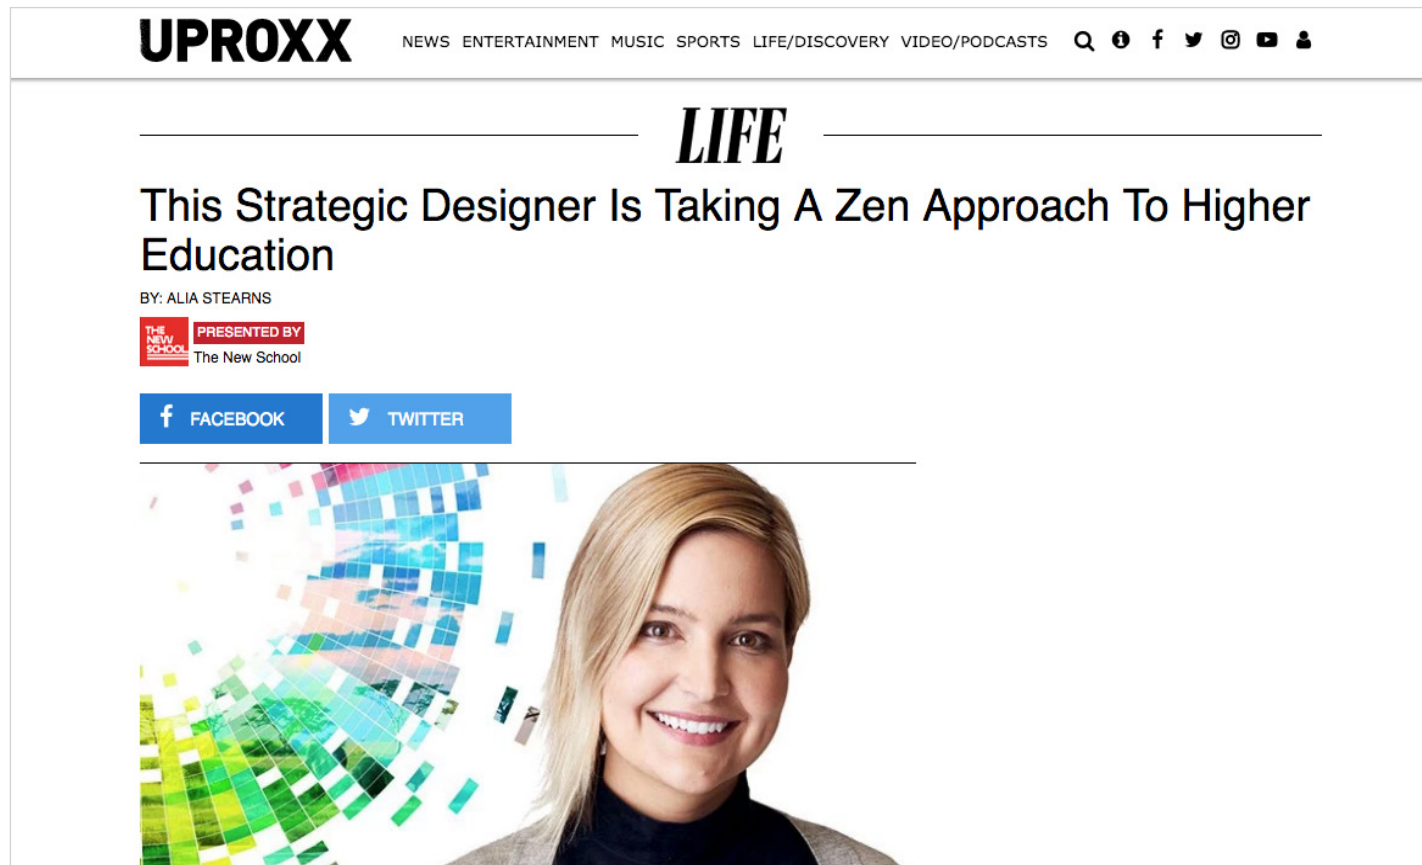 UPROXX
NEWS ENTERTAINMENT MUSIC SPORTS LIFE/DISCOVERY VIDEO/PODCASTS
LIFE
This Strategic Designer Is Taking A Zen Approach To Higher
Education
BY: ALIA STEARNS
THE
NEW
SCHOOL
PRESENTED BY
The New School
FACEBOOK TWITTER